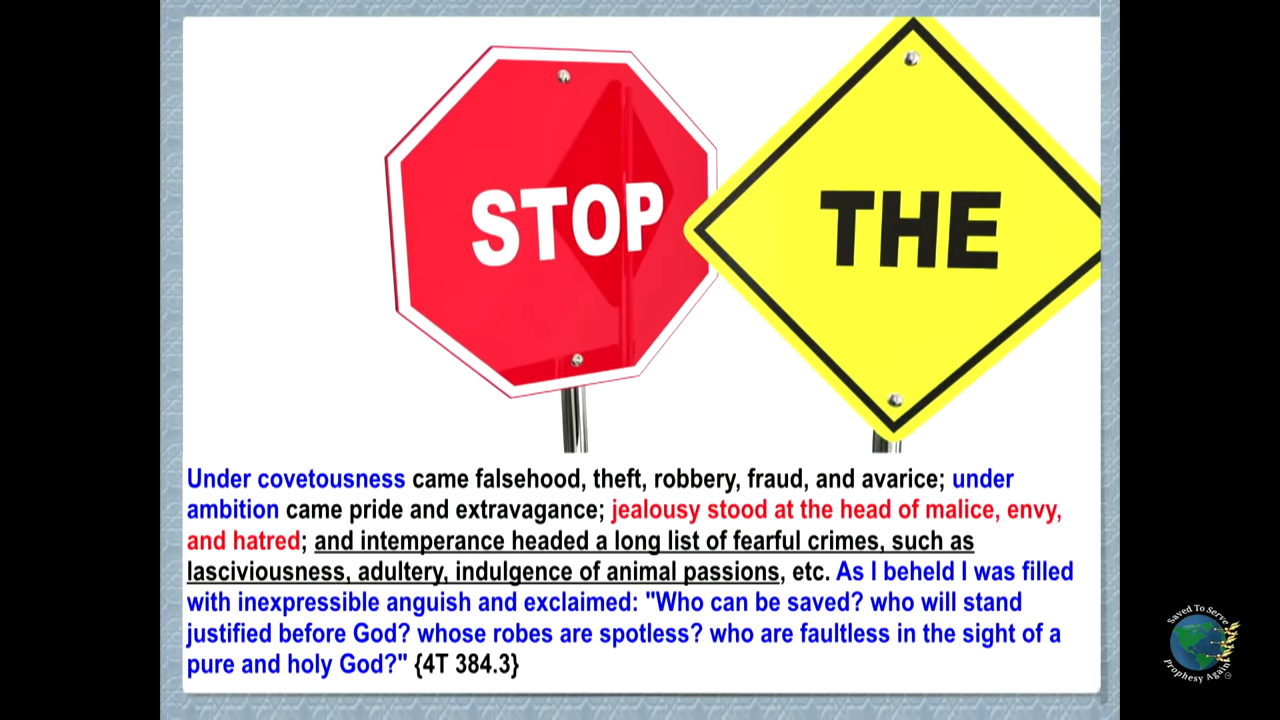 STOP
THE
Under covetousness came falsehood, theft, robbery, fraud, and avarice; under
ambition came pride and extravagance; jealousy stood at the head of malice, envy,
and hatred; and intemperance headed a long list of fearful crimes, such as
lasciviousness, adultery, indulgence of animal passions, etc. As I beheld I was filled
with inexpressible anguish and exclaimed: "Who can be saved? who will stand
justified before God? whose robes are spotless? who are faultless in the sight of a
pure and holy God?" {4T 384.3}
Saved To Serve
Prophesy Again